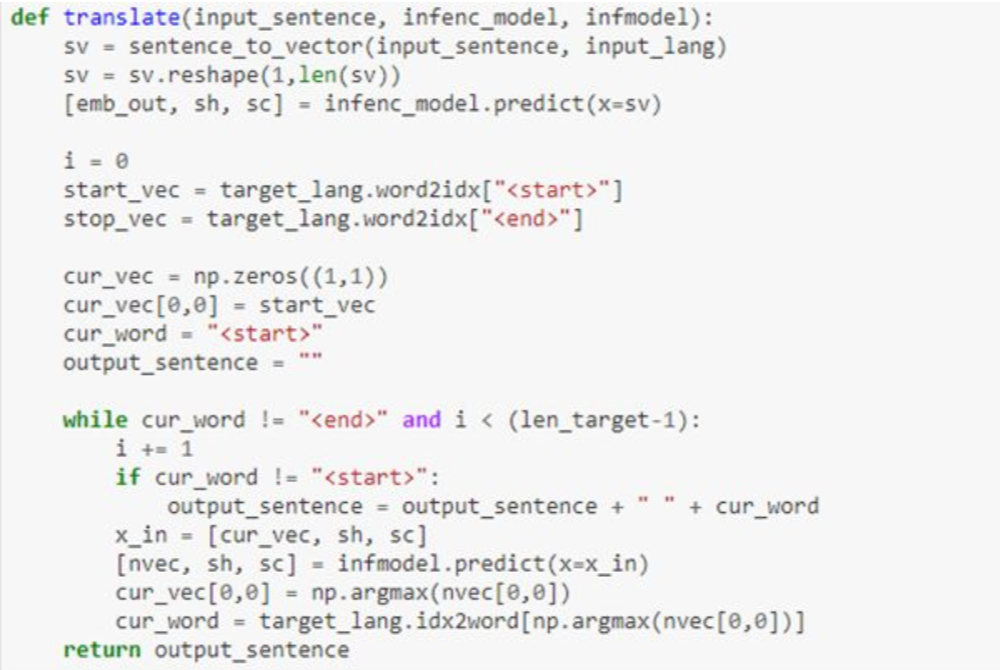 def translate(input_sentence, infenc_model, infmodel):
    sv = sentence_to_vector(input_sentence, input_lang)
    sv = sv.reshape(1,len(sv))
    [emb_out, sh, sc] = infenc_model.predict(x=sv)

    i = 0
    start_vec = target_lang.word2idx["<start>"]
    stop_vec = target_lang.word2idx["<end>"]

    cur_vec = np.zeros((1,1))
    cur_vec[0,0] = start_vec
    cur_word = "<start>"
    output_sentence = ""

    while cur_word != "<end>" and i < (len_target-1):
        i += 1
        if cur_word != "<start>":
            output_sentence = output_sentence + " " + cur_word
        x_in = [cur_vec, sh, sc]
        [nvec, sh, sc] = infmodel.predict(x=x_in)
        cur_vec[0,0] = np.argmax(nvec[0,0])
        cur_word = target_lang.idx2word[np.argmax(nvec[0,0])]
    return output_sentence